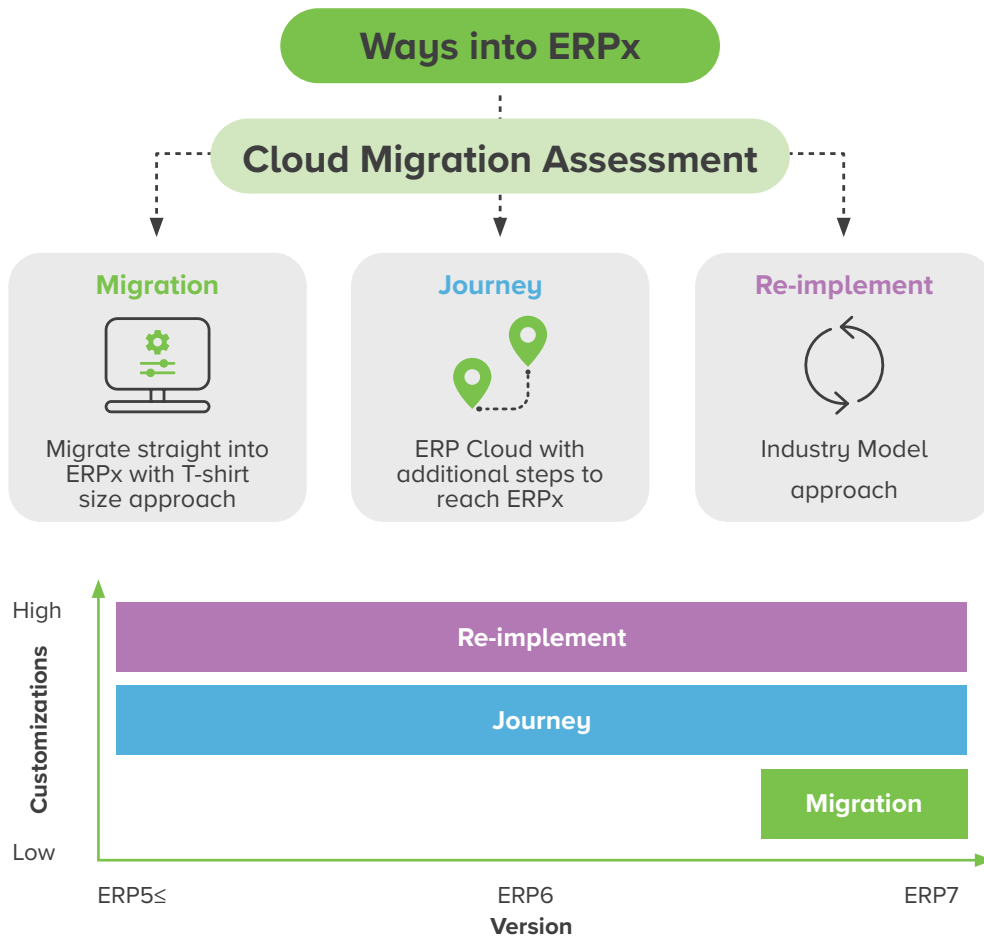 Ways into ERPx
Cloud Migration Assessment
Migration
Migrate straight into
ERPx with T-shirt
size approach
Journey
ERP Cloud with
additional steps to
reach ERPx
Re-implement
Industry Model
approach
High
Customizations
Low
Re-implement
Journey
Migration
ERP5≤
ERP6
ERP7
Version